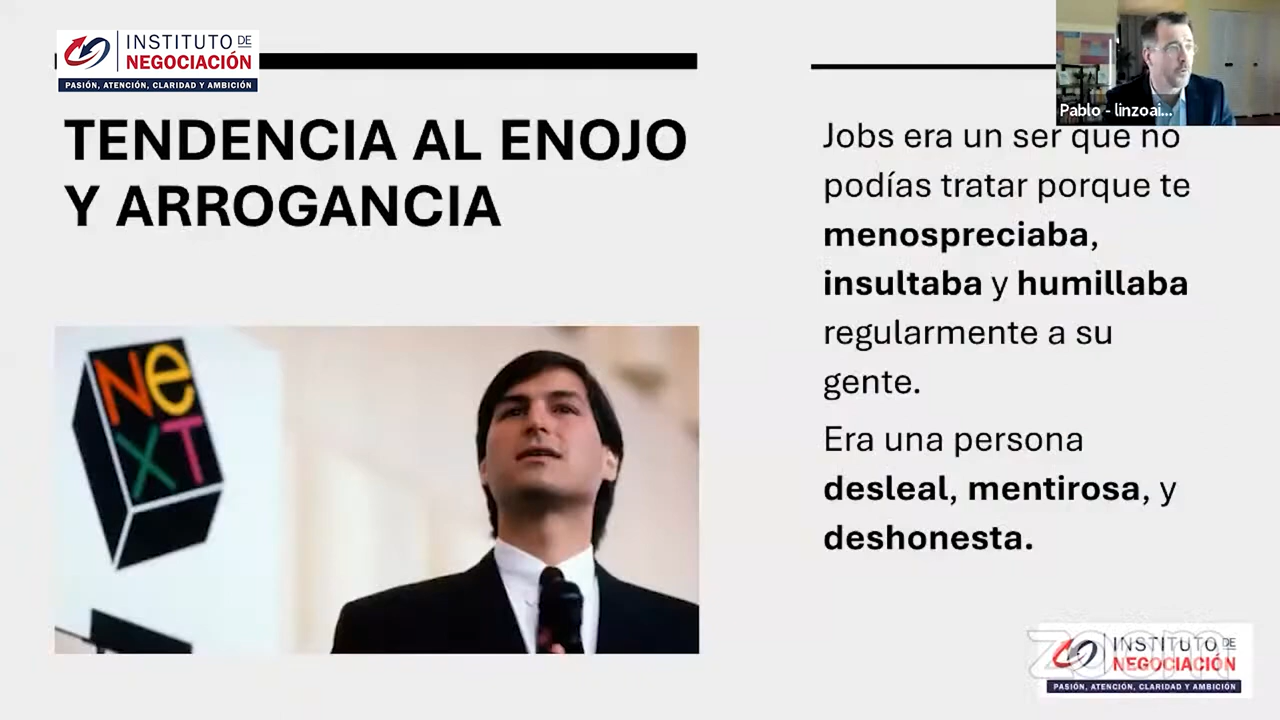 INSTITUTO DE
NEGOCIACIÓN
PASIÓN, ATENCIÓN, CLARIDAD Y AMBICIÓN
Pablo - linzoai...
TENDENCIA AL ENOJO
Y ARROGANCIA
Jobs era un ser que no
podías tratar porque te
menospreciaba,
insultaba y humillaba
regularmente a su
gente.
Era una persona
desleal, mentirosa, y
deshonesta.
NeXT
zoom
INSTITUTO DE
NEGOCIACIÓN
PASIÓN, ATENCIÓN, CLARIDAD Y AMBICIÓN